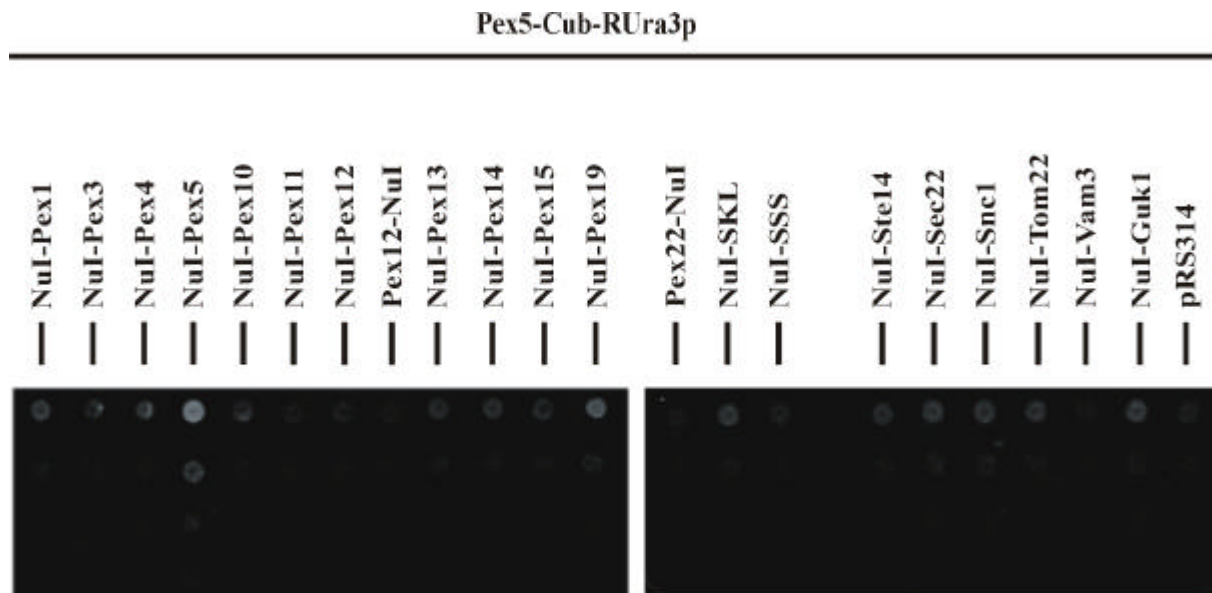 Pex5-Cub-RUra3p
NuI-Pex1
NuI-Pex3
NuI-Pex4
NuI-Pex5
NuI-Pex10
NuI-Pex11
NuI-Pex12
Pex12-NuI
NuI-Pex13
NuI-Pex14
NuI-Pex15
NuI-Pex19
Pex22-NuI
NuI-SKL
NuI-SSS
NuI-Ste14
NuI-Sec22
NuI-Snc1
NuI-Tom22
NuI-Vam3
NuI-Guk1
pRS314